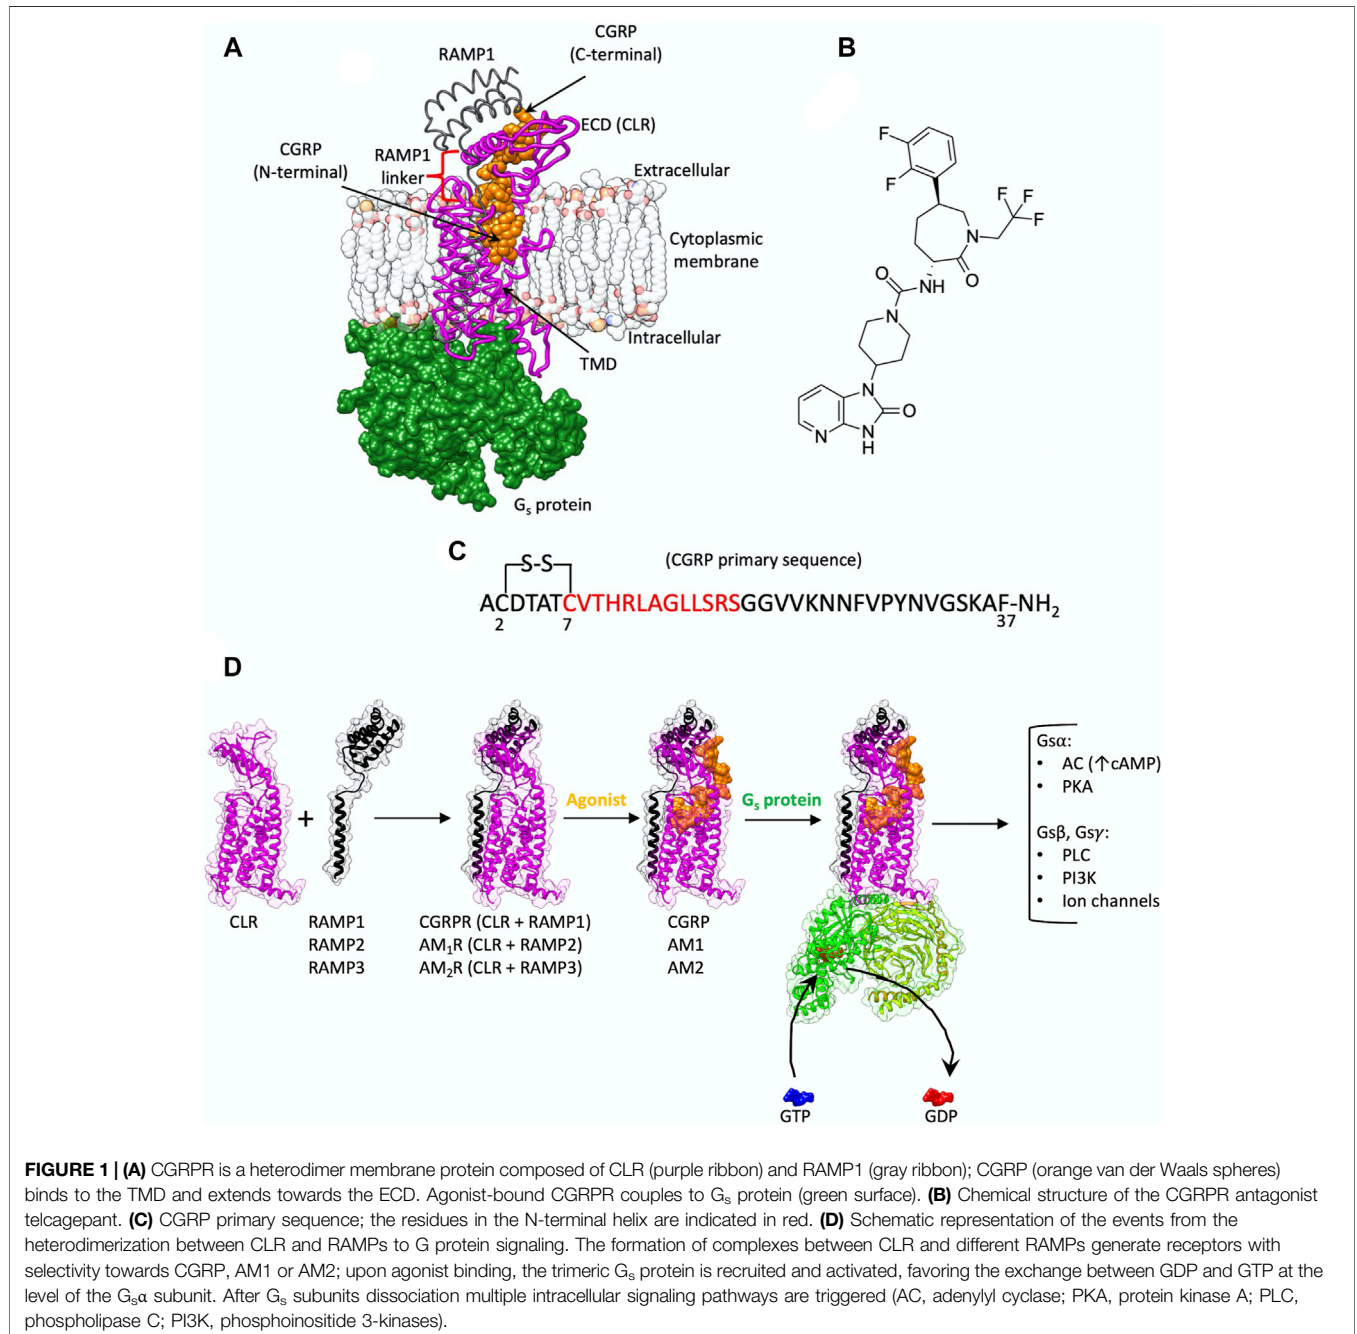 A
RAMP1
CGRP
(C-terminal)
ECD (CLR)
CGRP
(N-terminal)
RAMP1
linker
Extracellular
Cytoplasmic
membrane
Intracellular
TMD
Gs protein
B
F
F
F
F
F
N
O
O
NH
N
N
O
N
N
H
C
S-S
(CGRP primary sequence)
ACDTATCVTHRLAGLLSRSGGVVKNNFVPYNVGSKAF-NH2
2
7
37
D
+
Agonist
Gs protein
CLR
RAMP1
RAMP2
RAMP3
CGRPR (CLR + RAMP1)
AM1R (CLR + RAMP2)
AM2R (CLR + RAMP3)
CGRP
AM1
AM2
GTP
GDP
Gsα:
• AC (↑cAMP)
• PKA
Gsβ, Gsγ:
• PLC
• PI3K
• Ion channels
FIGURE 1 | (A) CGRPR is a heterodimer membrane protein composed of CLR (purple ribbon) and RAMP1 (gray ribbon); CGRP (orange van der Waals spheres)
binds to the TMD and extends towards the ECD. Agonist-bound CGRPR couples to Gs protein (green surface). (B) Chemical structure of the CGRPR antagonist
telcagepant. (C) CGRP primary sequence; the residues in the N-terminal helix are indicated in red. (D) Schematic representation of the events from the
heterodimerization between CLR and RAMPs to G protein signaling. The formation of complexes between CLR and different RAMPs generate receptors with
selectivity towards CGRP, AM1 or AM2; upon agonist binding, the trimeric Gs protein is recruited and activated, favoring the exchange between GDP and GTP at the
level of the Gsα subunit. After Gs subunits dissociation multiple intracellular signaling pathways are triggered (AC, adenylyl cyclase; PKA, protein kinase A; PLC,
phospholipase C; PI3K, phosphoinositide 3-kinases).